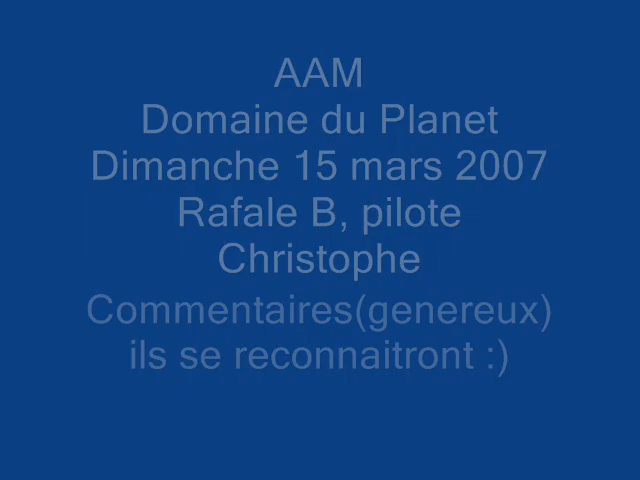 AAM
Domaine du Planet
Dimanche 15 mars 2007
Rafale B, pilote
Christophe
Commentaires(genereux)
ils se reconnaitront :)